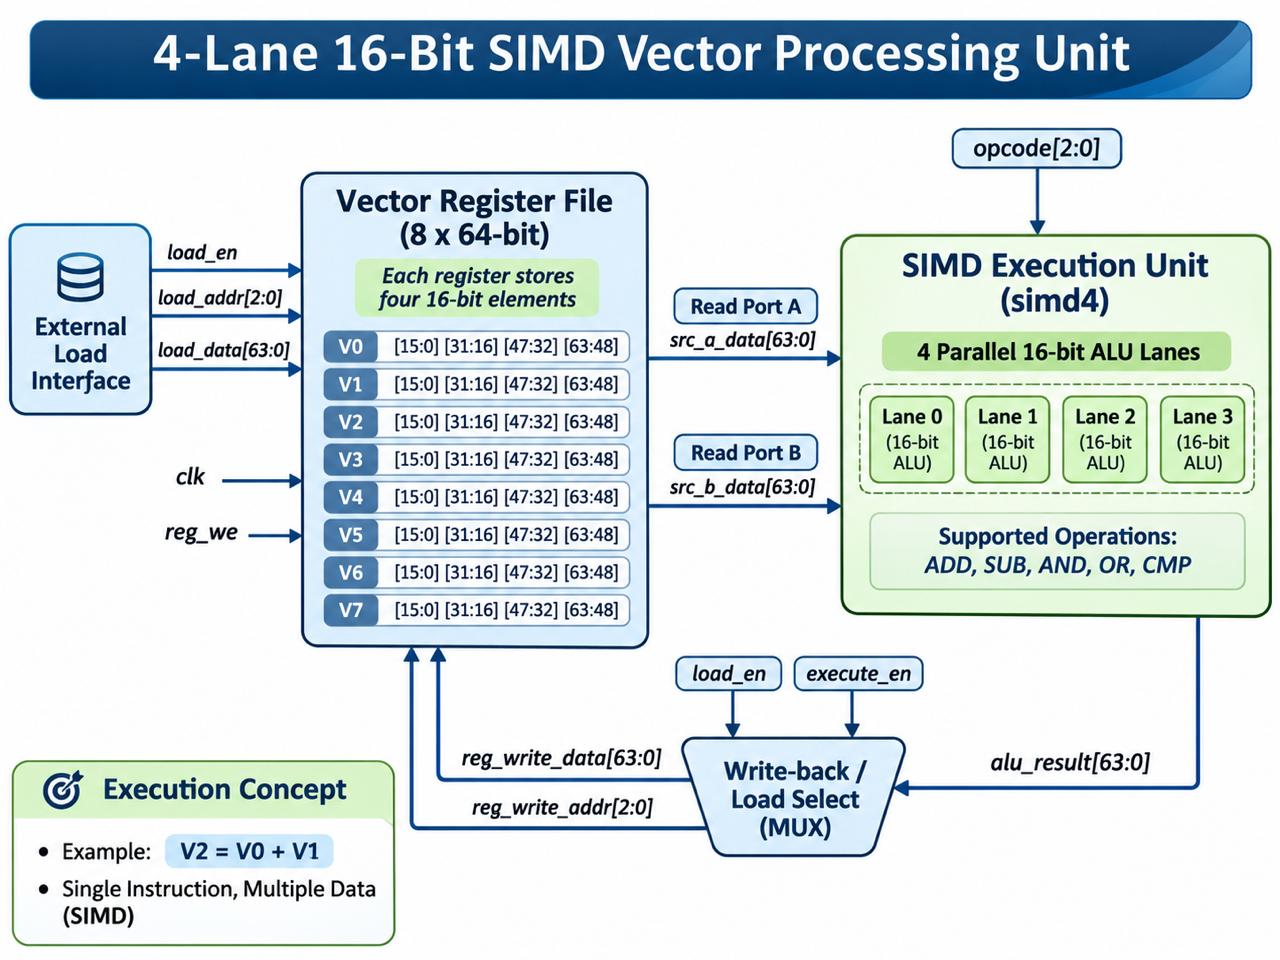 4-Lane 16-Bit SIMD Vector Processing Unit
opcode[2:0]
External
Load
Interface
load_en
load_addr[2:0]
load_data[63:0]
clk
reg_we
Vector Register File
(8 x 64-bit)
Each register stores
four 16-bit elements
V0 [15:0] [31:16] [47:32] [63:48]
V1 [15:0] [31:16] [47:32] [63:48]
V2 [15:0] [31:16] [47:32] [63:48]
V3 [15:0] [31:16] [47:32] [63:48]
V4 [15:0] [31:16] [47:32] [63:48]
V5 [15:0] [31:16] [47:32] [63:48]
V6 [15:0] [31:16] [47:32] [63:48]
V7 [15:0] [31:16] [47:32] [63:48]
Read Port A
src_a_data[63:0]
Read Port B
src_b_data[63:0]
SIMD Execution Unit
(simd4)
4 Parallel 16-bit ALU Lanes
Lane 0
(16-bit
ALU)
Lane 1
(16-bit
ALU)
Lane 2
(16-bit
ALU)
Lane 3
(16-bit
ALU)
Supported Operations:
ADD, SUB, AND, OR, CMP
load_en
execute_en
reg_write_data[63:0]
reg_write_addr[2:0]
Write-back /
Load Select
(MUX)
alu_result[63:0]
Execution Concept
• Example: V2 = V0 + V1
• Single Instruction, Multiple Data
(SIMD)